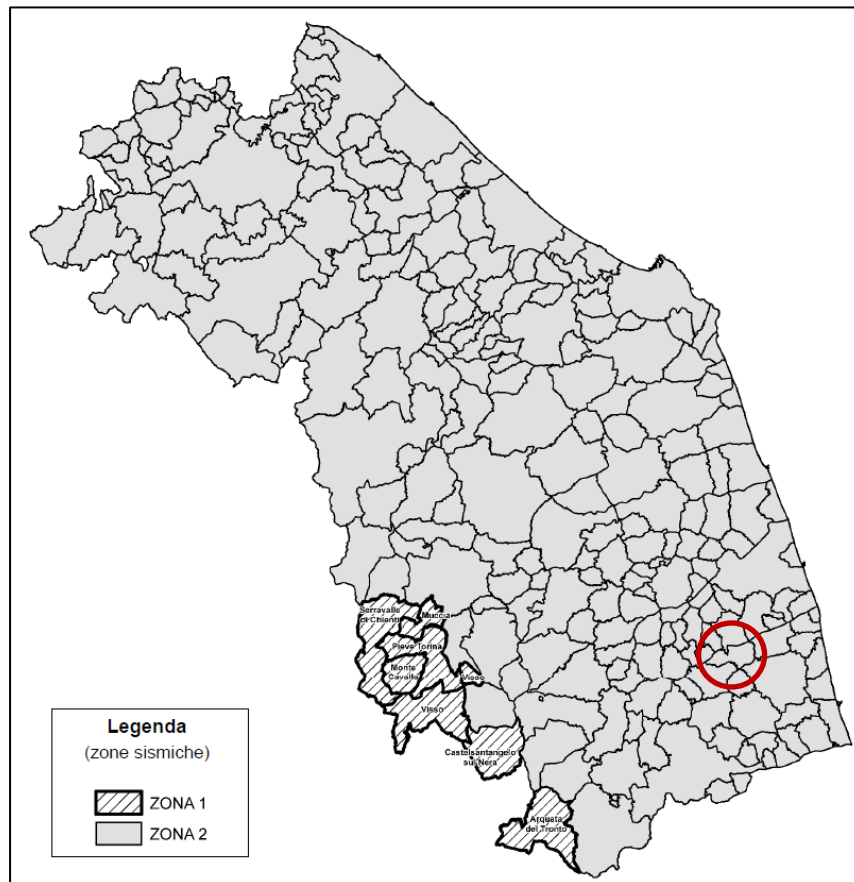 Serravalle
di Chienti
Muccia
Pieve Torina
Monte
Cavallo
Visso
Visso
Castelsantangelo
sul Nera
Arquata
del Tronto
Legenda
(zone sismiche)
ZONA 1
ZONA 2